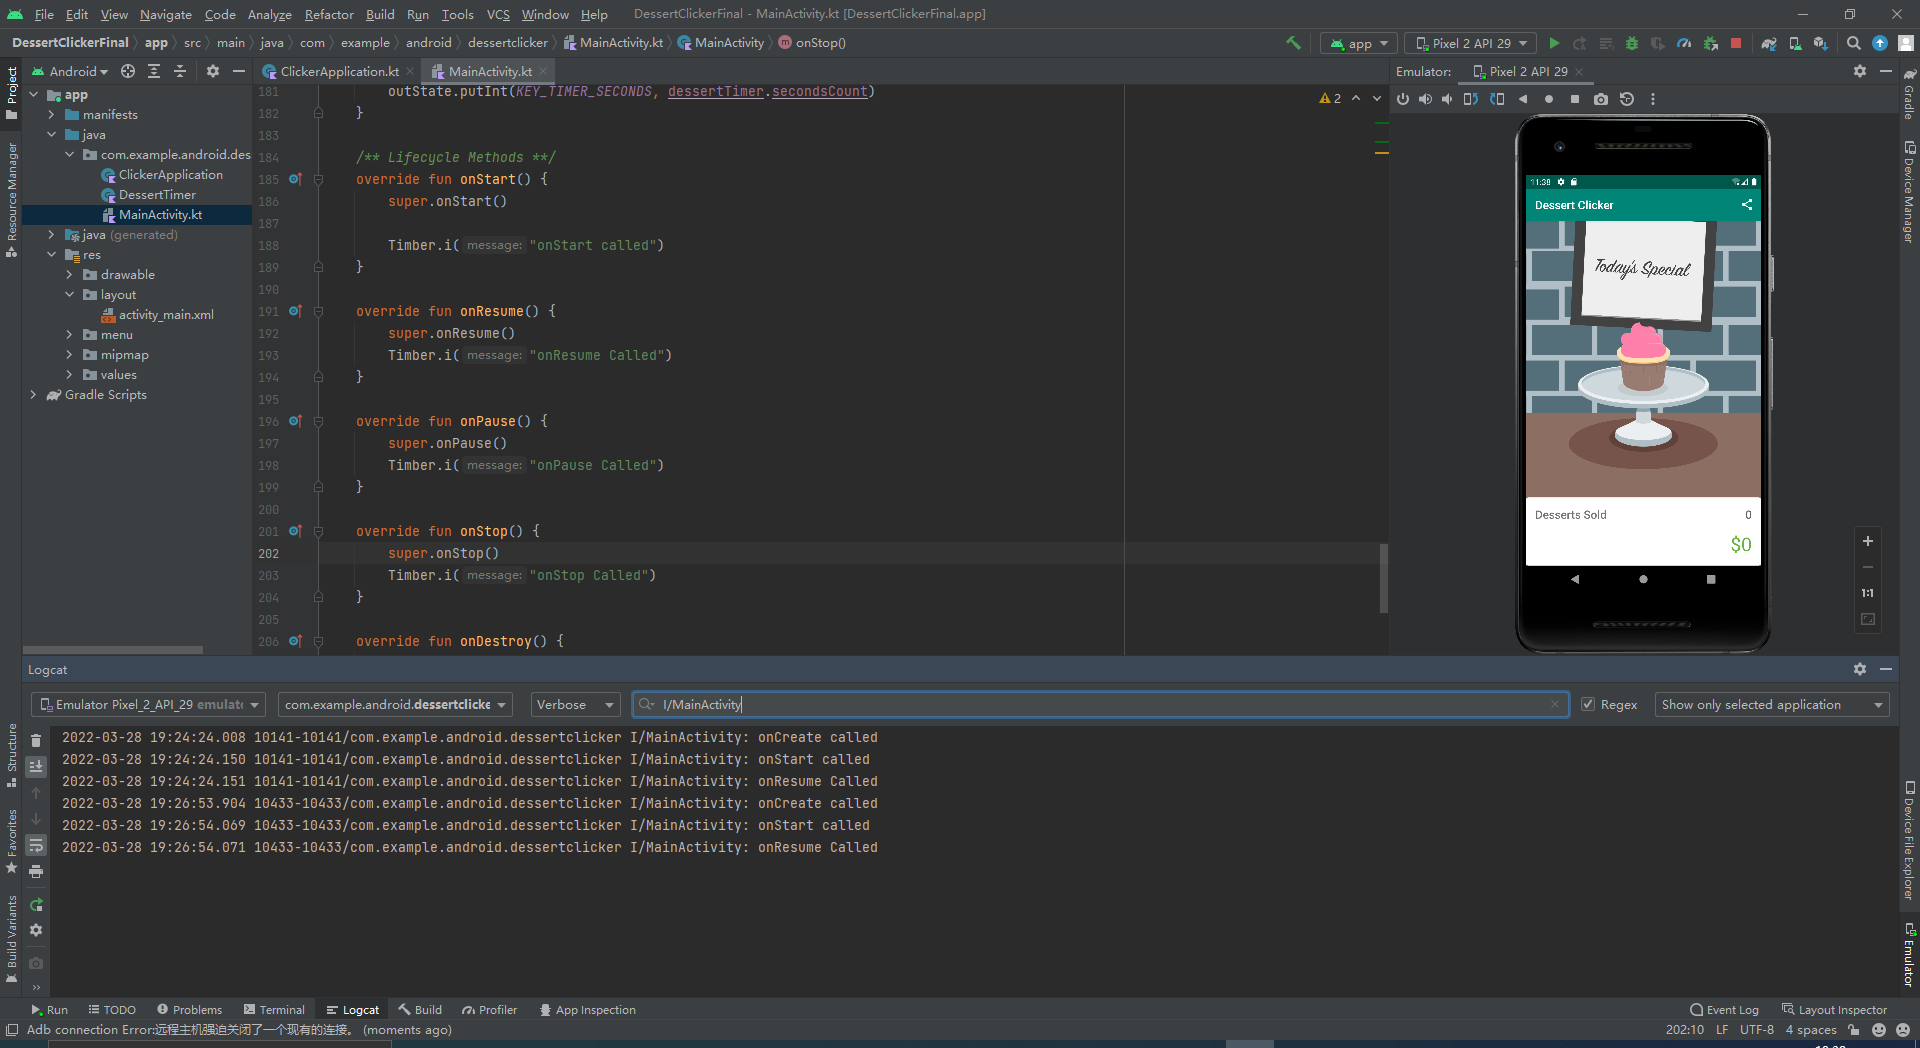 File Edit View Navigate Code Analyze Refactor Build Run Tools VCS Window Help DessertClickerFinal - MainActivity.kt [DessertClickerFinal.app]
DessertClickerFinal app src main java com example android dessertclicker MainActivity.kt MainActivity onStop() app Pixel 2 API 29
Android ClickerApplication.kt MainActivity.kt Emulator: Pixel 2 API 29
Project
Resource Manager
Structure
Favorites
Build Variants
app
manifests
java
com.example.android.des
ClickerApplication
DessertTimer
MainActivity.kt
java (generated)
res
drawable
layout
activity_main.xml
menu
mipmap
values
Gradle Scripts
181 outState.putInt(KEY_TIMER_SECONDS, dessertTimer.secondsCount)
182 }
183
184 /** Lifecycle Methods **/
185 override fun onStart() {
186 super.onStart()
187
188 Timber.i( message: "onStart called")
189 }
190
191 override fun onResume() {
192 super.onResume()
193 Timber.i( message: "onResume Called")
194 }
195
196 override fun onPause() {
197 super.onPause()
198 Timber.i( message: "onPause Called")
199 }
200
201 override fun onStop() {
202 super.onStop()
203 Timber.i( message: "onStop Called")
204 }
205
206 override fun onDestroy() {
2
11:38
Dessert Clicker
Today's Special
Desserts Sold 0
$0
1:1
Gradle
Device Manager
Device File Explorer
Emulator
Logcat
Emulator Pixel_2_API_29 emulat com.example.android.dessertclicke Verbose I/MainActivity Regex Show only selected application
2022-03-28 19:24:24.008 10141-10141/com.example.android.dessertclicker I/MainActivity: onCreate called
2022-03-28 19:24:24.150 10141-10141/com.example.android.dessertclicker I/MainActivity: onStart called
2022-03-28 19:24:24.151 10141-10141/com.example.android.dessertclicker I/MainActivity: onResume Called
2022-03-28 19:26:53.904 10433-10433/com.example.android.dessertclicker I/MainActivity: onCreate called
2022-03-28 19:26:54.069 10433-10433/com.example.android.dessertclicker I/MainActivity: onStart called
2022-03-28 19:26:54.071 10433-10433/com.example.android.dessertclicker I/MainActivity: onResume Called
Run TODO Problems Terminal Logcat Build Profiler App Inspection Event Log Layout Inspector
Adb connection Error:远程主机强迫关闭了一个现有的连接。 (moments ago) 202:10 LF UTF-8 4 spaces